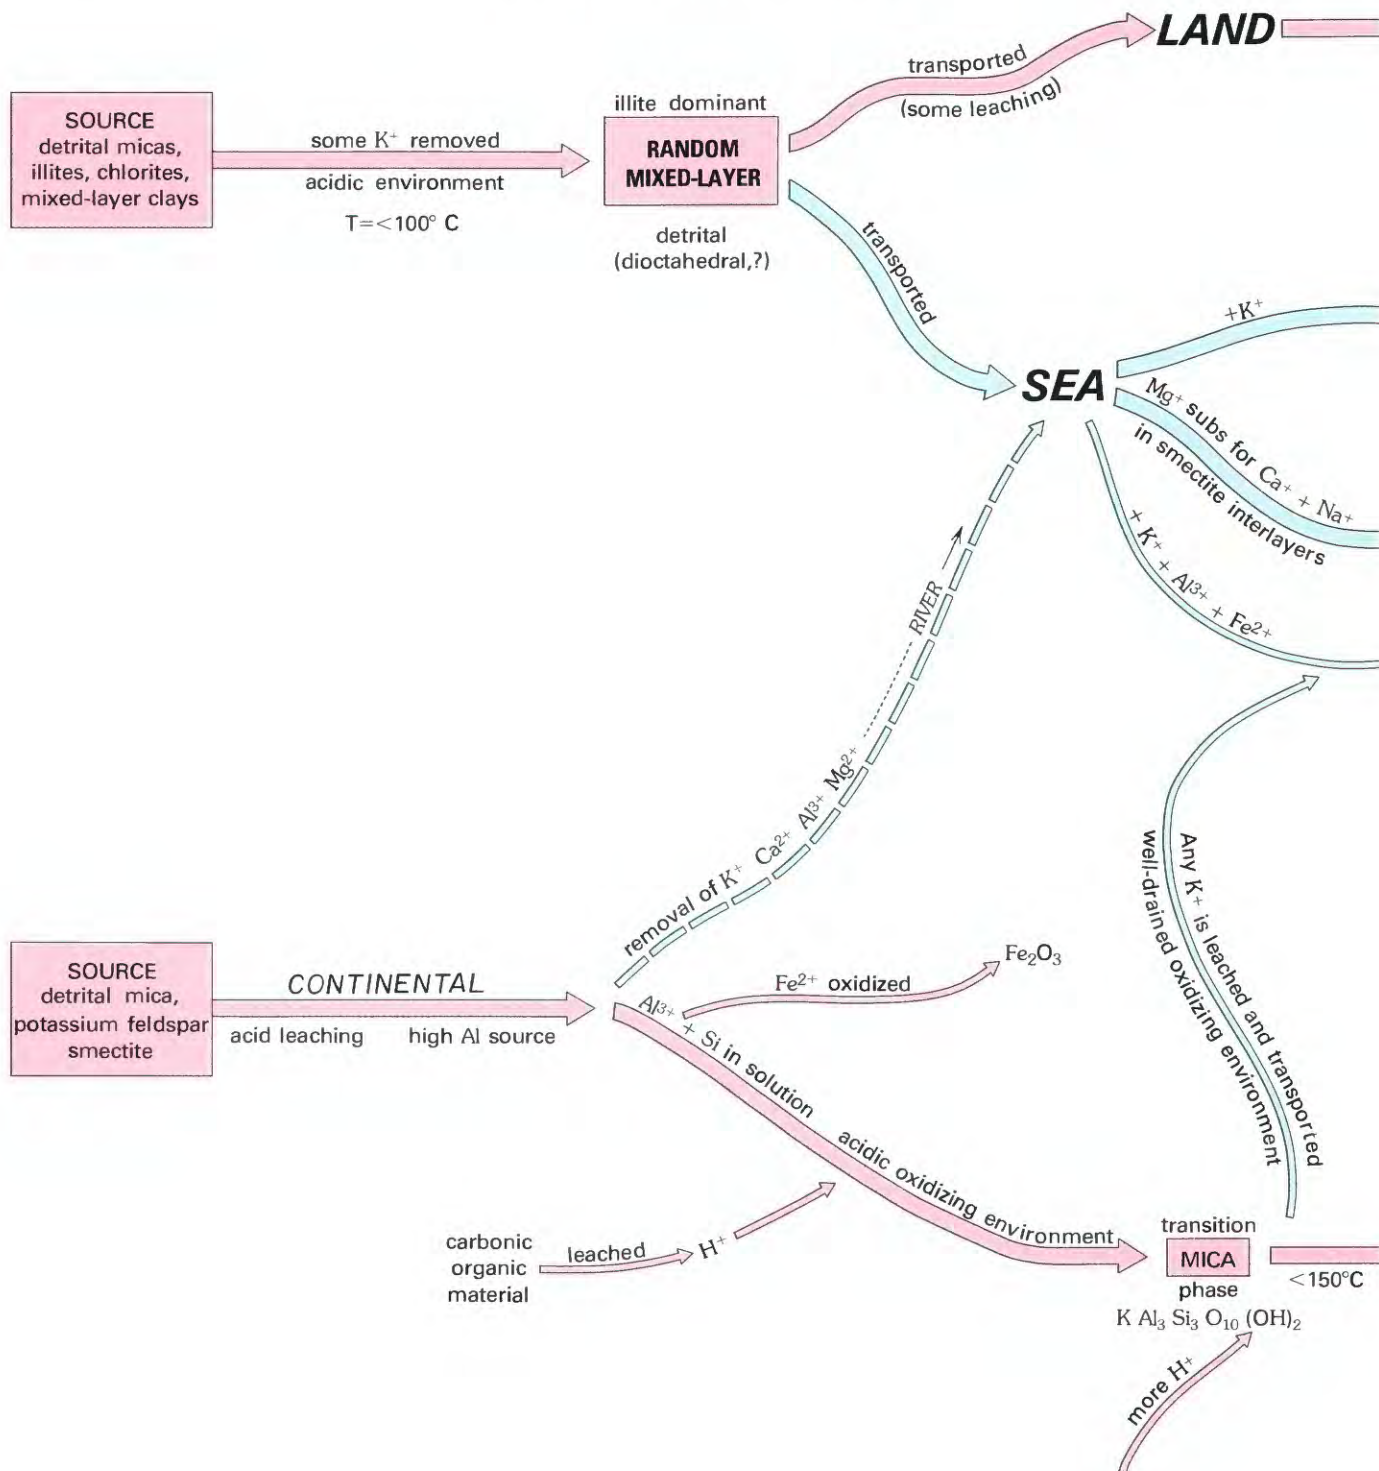 LAND
transported
(some leaching)
SOURCE
detrital micas,
illites, chlorites,
mixed-layer clays
some K⁺ removed
acidic environment
T=<100° C
illite dominant
RANDOM
MIXED-LAYER
detrital
(dioctahedral,?)
transported
SEA
+K⁺
Mg⁺ subs for Ca⁺ + Na⁺
in smectite interlayers
+ K⁺ + Al³⁺ + Fe²⁺
RIVER
removal of K⁺ Ca²⁺ Al³⁺ Mg²⁺
Any K⁺ is leached and transported
well-drained oxidizing environment
SOURCE
detrital mica,
potassium feldspar
smectite
CONTINENTAL
acid leaching high Al source
Fe²⁺ oxidized
Fe₂O₃
Al³⁺ + Si in solution
acidic oxidizing environment
carbonic
organic
material
leached
H⁺
transition
MICA
phase
K Al₃ Si₃ O₁₀ (OH)₂
<150°C
more H⁺